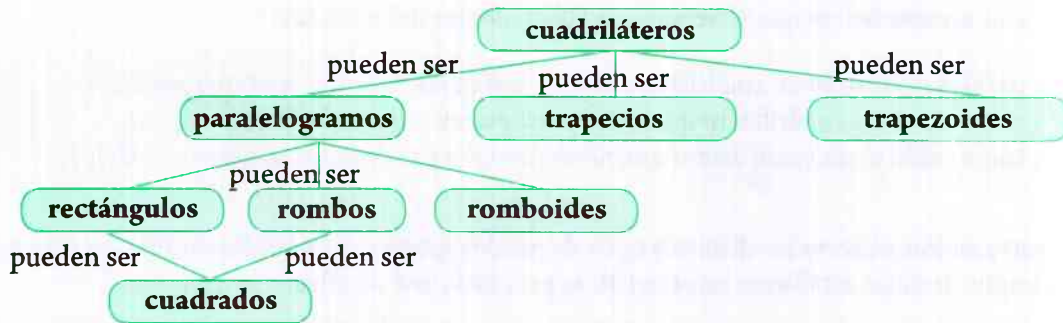 cuadriláteros
pueden ser pueden ser pueden ser
paralelogramos trapecios trapezoides
pueden ser
rectángulos rombos romboides
pueden ser pueden ser
cuadrados